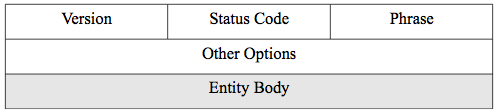 Version Status Code Phrase
Other Options
Entity Body